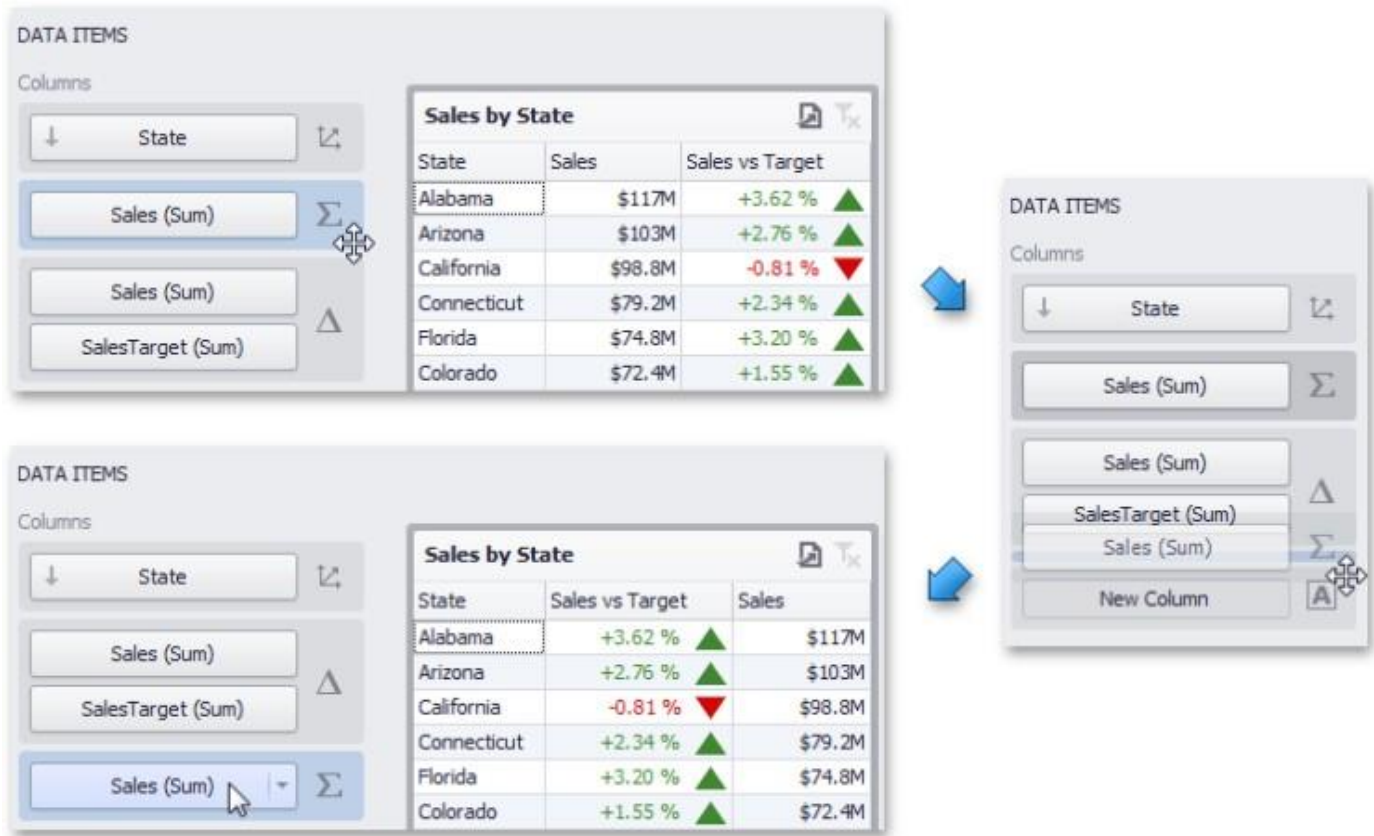 DATA ITEMS
Columns
State
Sales (Sum)
Sales (Sum)
SalesTarget (Sum)
Sales by State
State Sales Sales vs Target
Alabama $117M +3.62 %
Arizona $103M +2.76 %
California $98.8M -0.81 %
Connecticut $79.2M +2.34 %
Florida $74.8M +3.20 %
Colorado $72.4M +1.55 %
DATA ITEMS
Columns
State
Sales (Sum)
Sales (Sum)
SalesTarget (Sum)
Sales (Sum)
New Column A
DATA ITEMS
Columns
State
Sales (Sum)
SalesTarget (Sum)
Sales (Sum)
Sales by State
State Sales vs Target Sales
Alabama +3.62 % $117M
Arizona +2.76 % $103M
California -0.81 % $98.8M
Connecticut +2.34 % $79.2M
Florida +3.20 % $74.8M
Colorado +1.55 % $72.4M